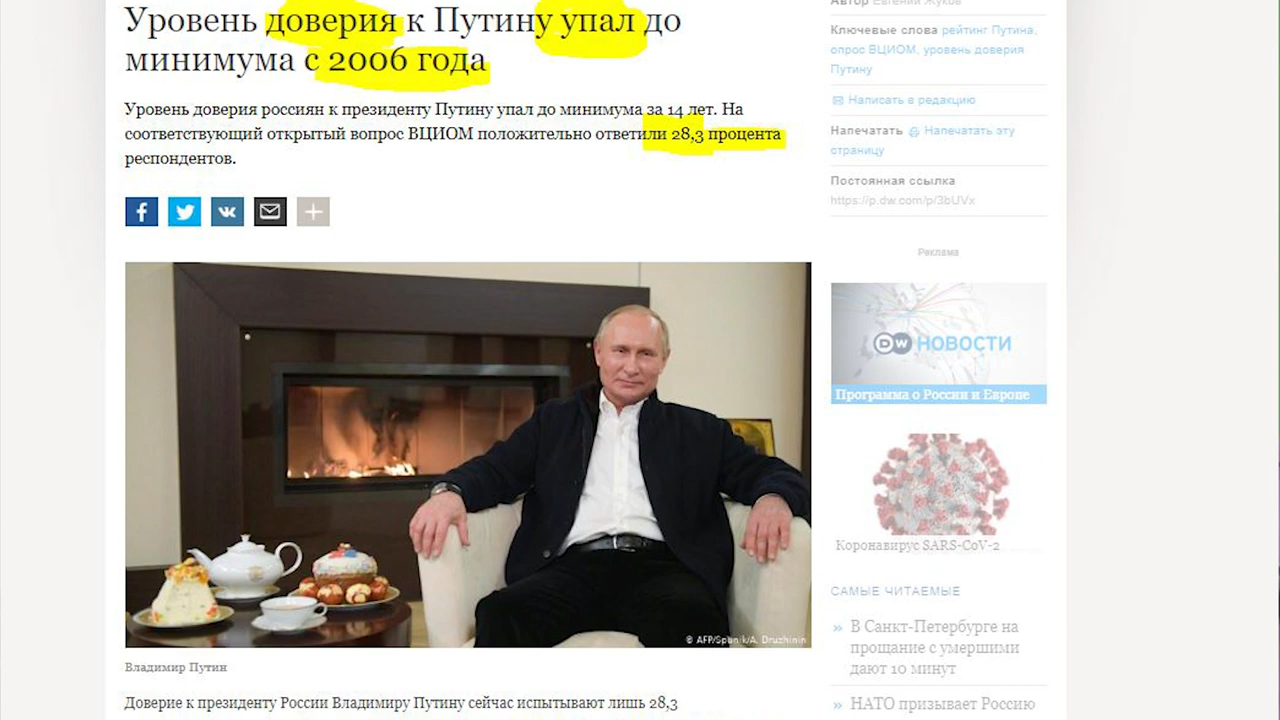 Уровень доверия к Путину упал до
минимума с 2006 года
Уровень доверия россиян к президенту Путину упал до минимума за 14 лет. На
соответствующий открытый вопрос ВЦИОМ положительно ответили 28,3 процента
респондентов.
© AFP/Sputnik/A. Druzhinin
Владимир Путин
Доверие к президенту России Владимиру Путину сейчас испытывают лишь 28,3
Автор Евгений Жуков
Ключевые слова рейтинг Путина,
опрос ВЦИОМ, уровень доверия
Путину
Написать в редакцию
Напечатать Напечатать эту
страницу
Постоянная ссылка
https://p.dw.com/p/3bUVx
Реклама
DW НОВОСТИ
Программа о России и Европе
Коронавирус SARS-CoV-2
САМЫЕ ЧИТАЕМЫЕ
» В Санкт-Петербурге на
прощание с умершими
дают 10 минут
» НАТО призывает Россию